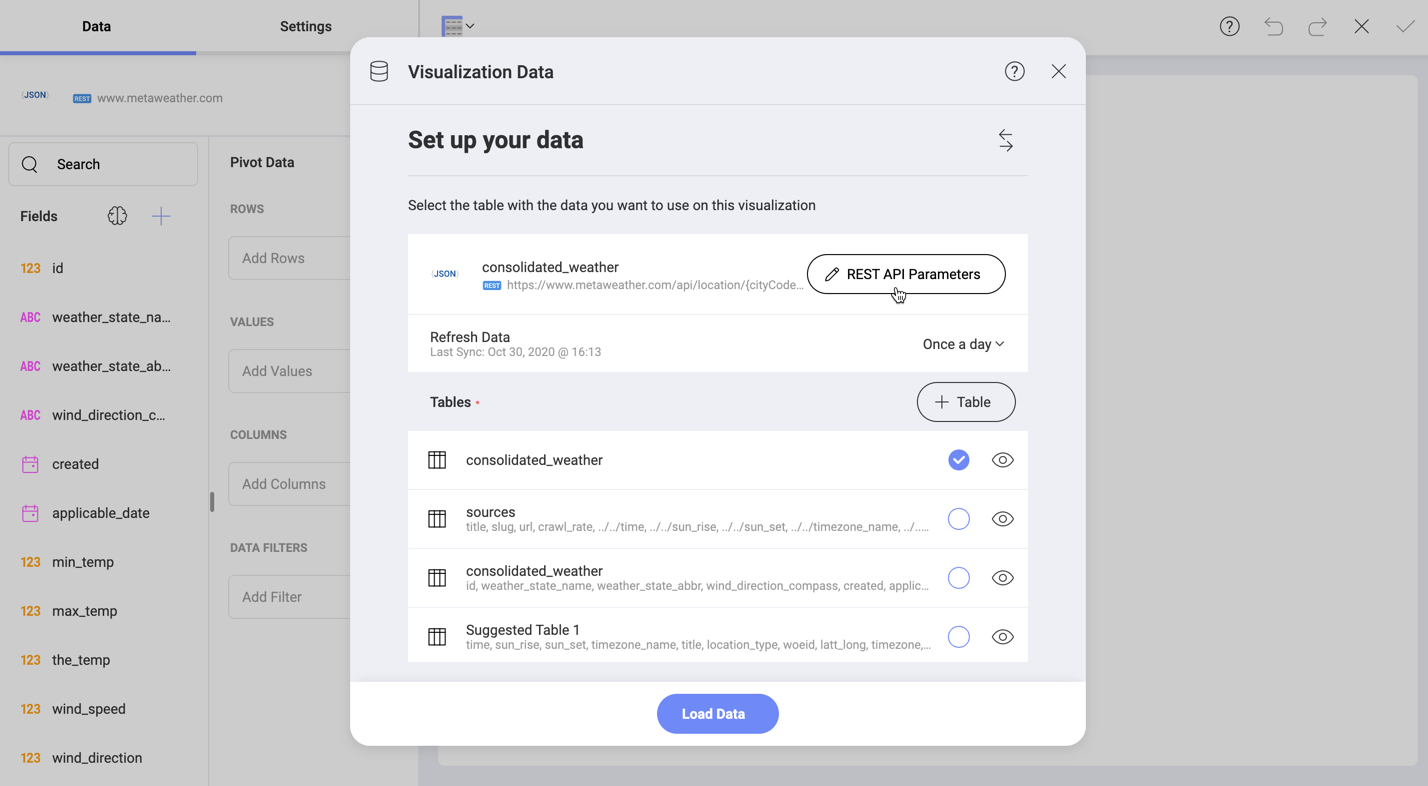 Data
Settings
(JSON)
REST www.metaweather.com
Search
Fields
123 id
ABC weather_state_na...
ABC weather_state_ab...
ABC wind_direction_c...
created
applicable_date
123 min_temp
123 max_temp
123 the_temp
123 wind_speed
123 wind_direction
Pivot Data
ROWS
Add Rows
VALUES
Add Values
COLUMNS
Add Columns
DATA FILTERS
Add Filter
Visualization Data
Set up your data
Select the table with the data you want to use on this visualization
(JSON)
consolidated_weather
REST https://www.metaweather.com/api/location/{cityCode...
REST API Parameters
Refresh Data
Last Sync: Oct 30, 2020 @ 16:13
Once a day
Tables •
+ Table
consolidated_weather
sources
title, slug, url, crawl_rate, ../../time, ../../sun_rise, ../../sun_set, ../../timezone_name, ../.....
consolidated_weather
id, weather_state_name, weather_state_abbr, wind_direction_compass, created, applic...
Suggested Table 1
time, sun_rise, sun_set, timezone_name, title, location_type, woeid, latt_long, timezone,...
Load Data